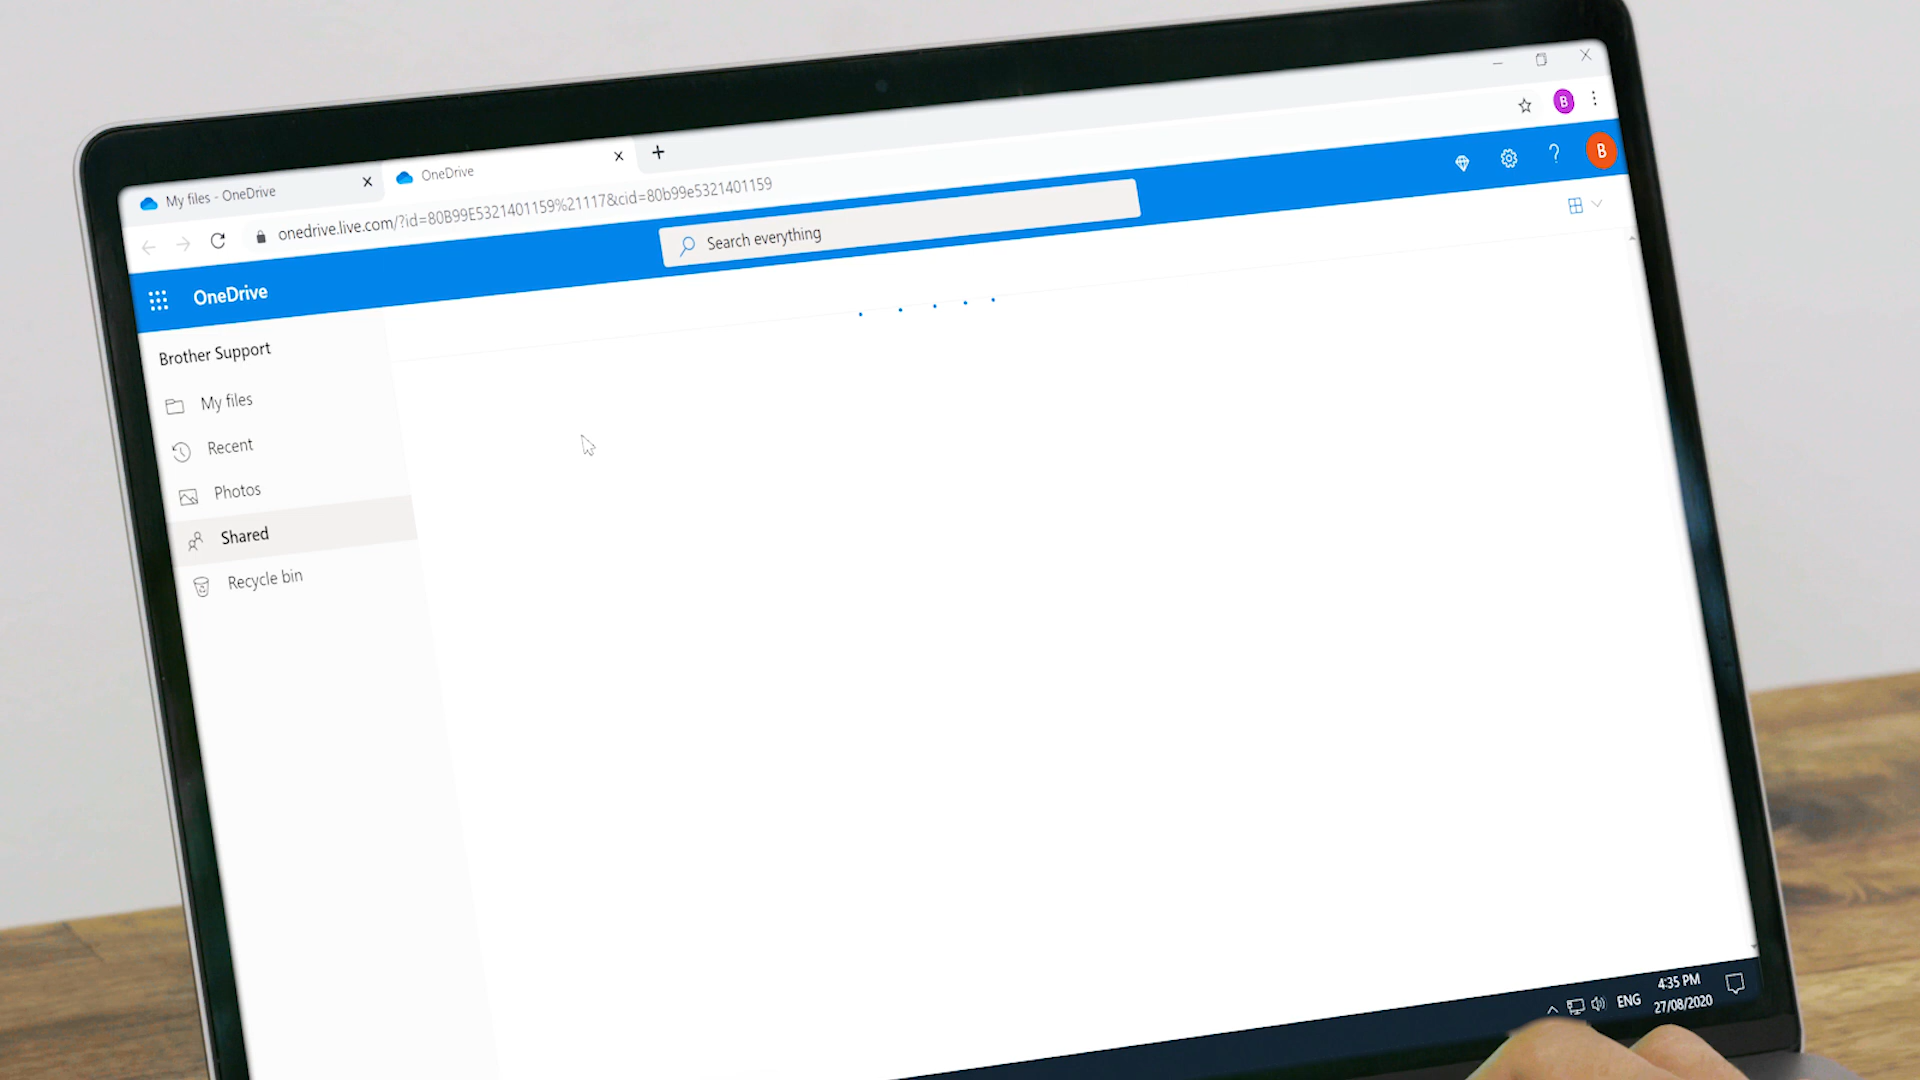 My files - OneDrive
OneDrive
onedrive.live.com/?id=80B99E5321401159%21117&cid=80b99e5321401159
B
OneDrive
Search everything
?
B
Brother Support
My files
Recent
Photos
Shared
Recycle bin
ENG
4:35 PM
27/08/2020